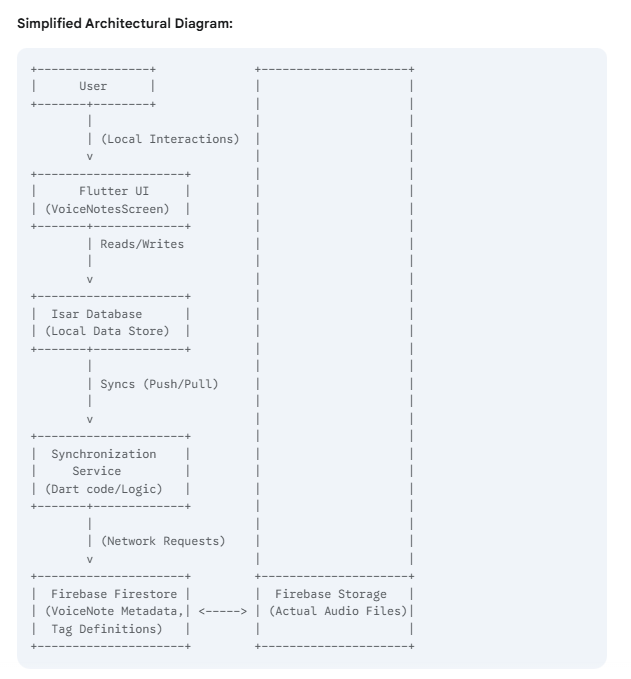 Simplified Architectural Diagram:
User
(Local Interactions)
Flutter UI
(VoiceNotesScreen)
Reads/Writes
v
Isar Database
(Local Data Store)
Syncs (Push/Pull)
v
Synchronization
Service
(Dart code/Logic)
(Network Requests)
v
Firebase Firestore
(VoiceNote Metadata,
Tag Definitions)
<----->
Firebase Storage
(Actual Audio Files)